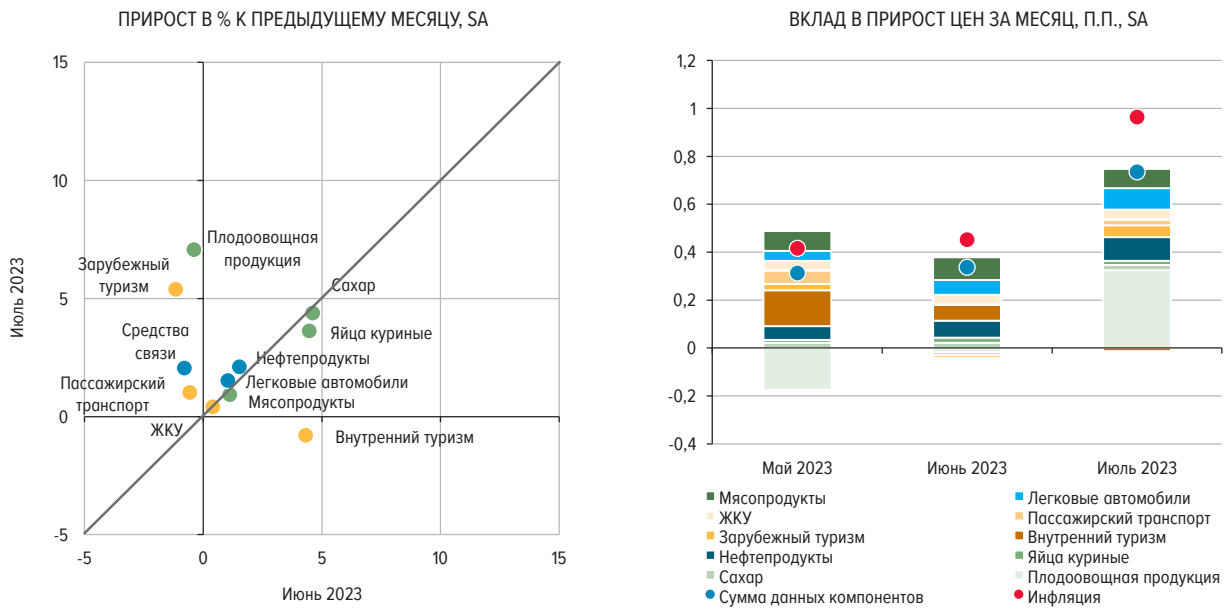 ПРИРОСТ В % К ПРЕДЫДУЩЕМУ МЕСЯЦУ, SA
15
10
5
0
-5
-5
0
5
10
15
Июль 2023
Июнь 2023
Плодоовощная
продукция
Зарубежный
туризм
Сахар
Яйца куриные
Средства
связи
Нефтепродукты
Легковые автомобили
Пассажирский
транспорт
Мясопродукты
ЖКУ
Внутренний туризм
ВКЛАД В ПРИРОСТ ЦЕН ЗА МЕСЯЦ, П.П., SA
1,2
1
0,8
0,6
0,4
0,2
0
-0,2
-0,4
Май 2023
Июнь 2023
Июль 2023
Мясопродукты
Легковые автомобили
ЖКУ
Пассажирский транспорт
Зарубежный туризм
Внутренний туризм
Нефтепродукты
Яйца куриные
Сахар
Плодоовощная продукция
Сумма данных компонентов
Инфляция